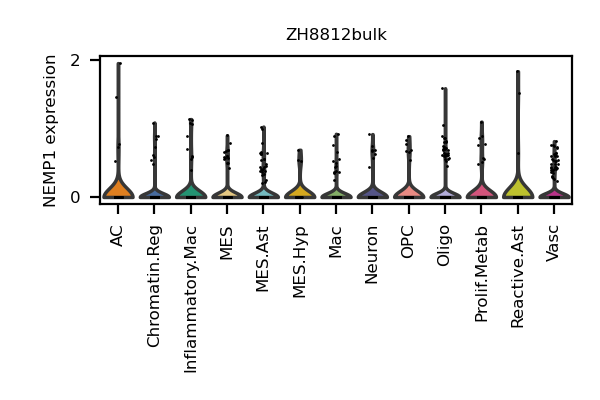 ZH8812bulk
NEMP1 expression
2
0
AC
Chromatin.Reg
Inflammatory.Mac
MES
MES.Ast
MES.Hyp
Mac
Neuron
OPC
Oligo
Prolif.Metab
Reactive.Ast
Vasc